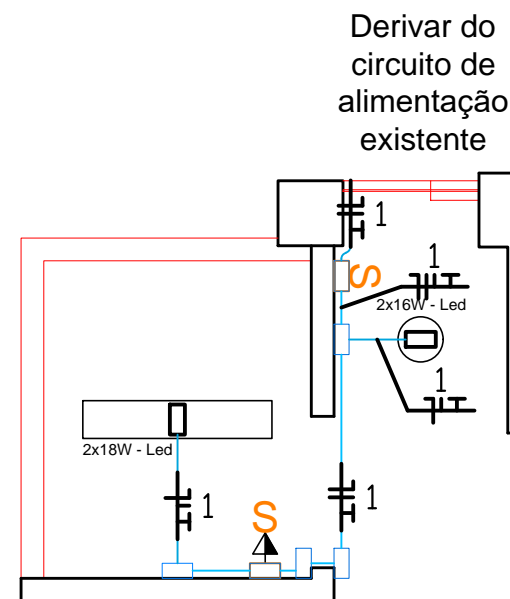 Derivar do
circuito de
alimentação
existente
1
S
1
2x16W - Led
1
2x18W - Led
1
1
S